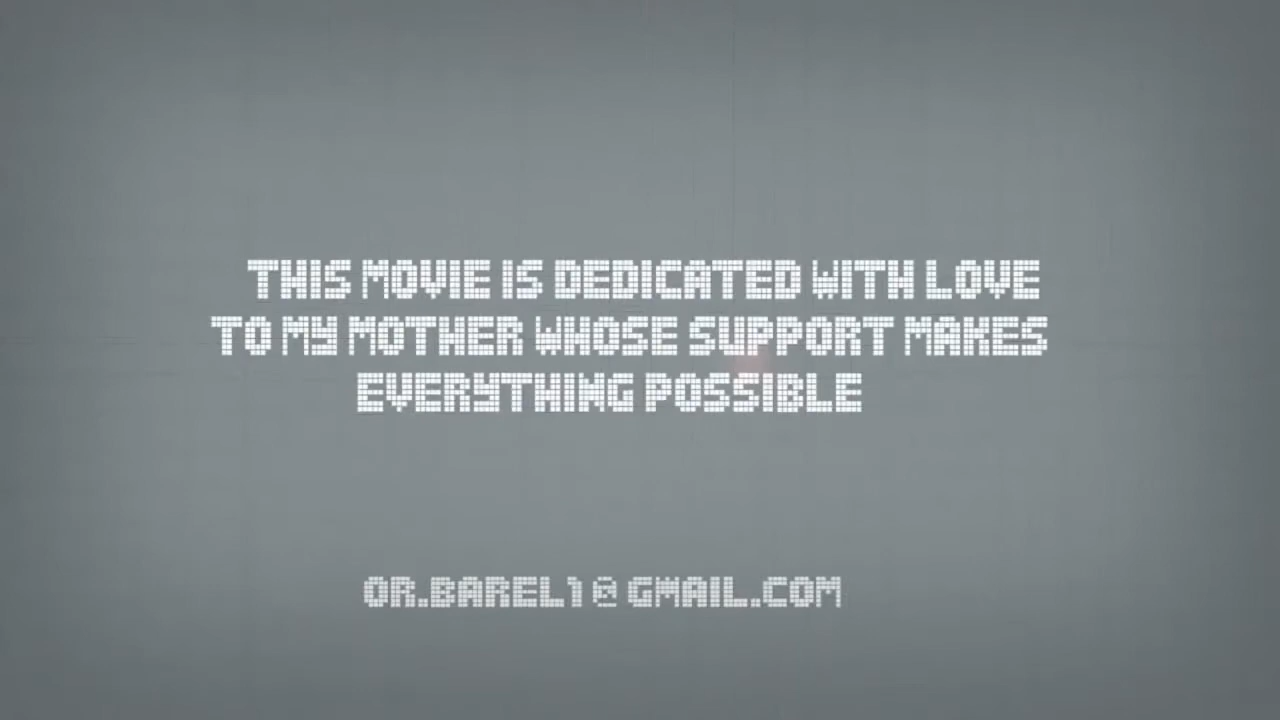 THIS MOVIE IS DEDICATED WITH LOVE
TO MY MOTHER WHOSE SUPPORT MAKES
EVERYTHING POSSIBLE
OR.BAREL1@GMAIL.COM